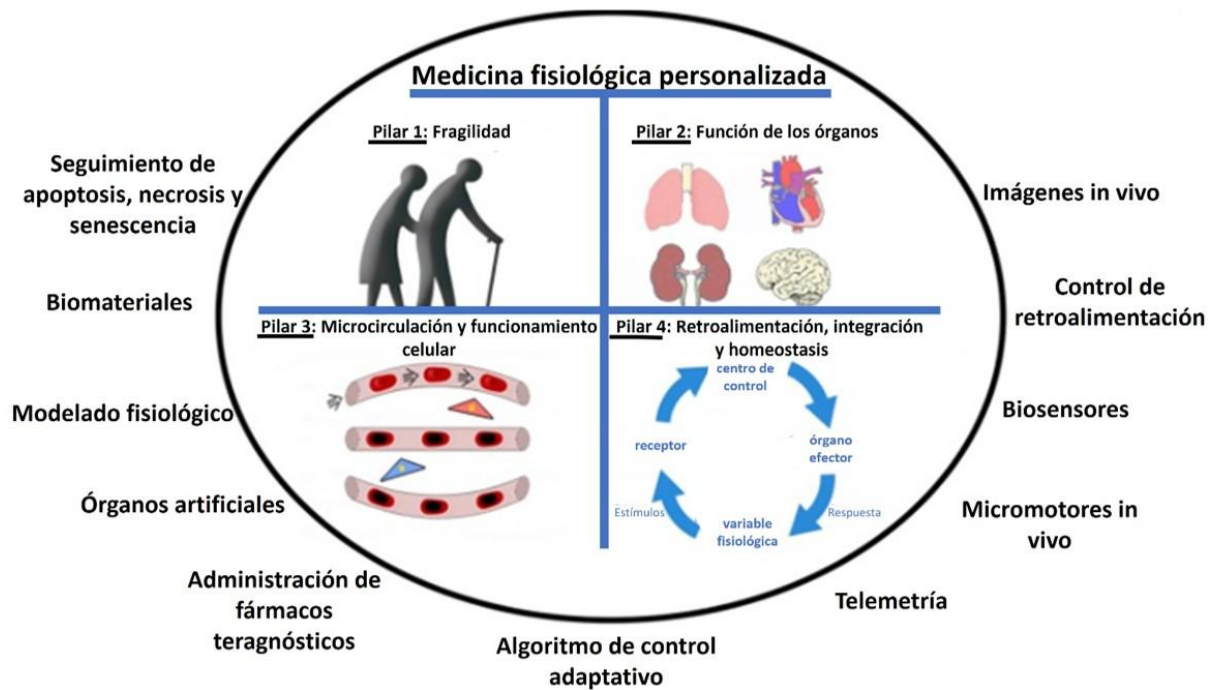 Medicina fisiológica personalizada
Pilar 1: Fragilidad
Pilar 2: Función de los órganos
Pilar 3: Microcirculación y funcionamiento
celular
Pilar 4: Retroalimentación, integración
y homeostasis
centro de
control
órgano
efector
Respuesta
variable
fisiológica
Estímulos
receptor
Seguimiento de
apoptosis, necrosis y
senescencia
Biomateriales
Modelado fisiológico
Órganos artificiales
Administración de
fármacos
teragnósticos
Algoritmo de control
adaptativo
Telemetría
Micromotores in
vivo
Biosensores
Control de
retroalimentación
Imágenes in vivo